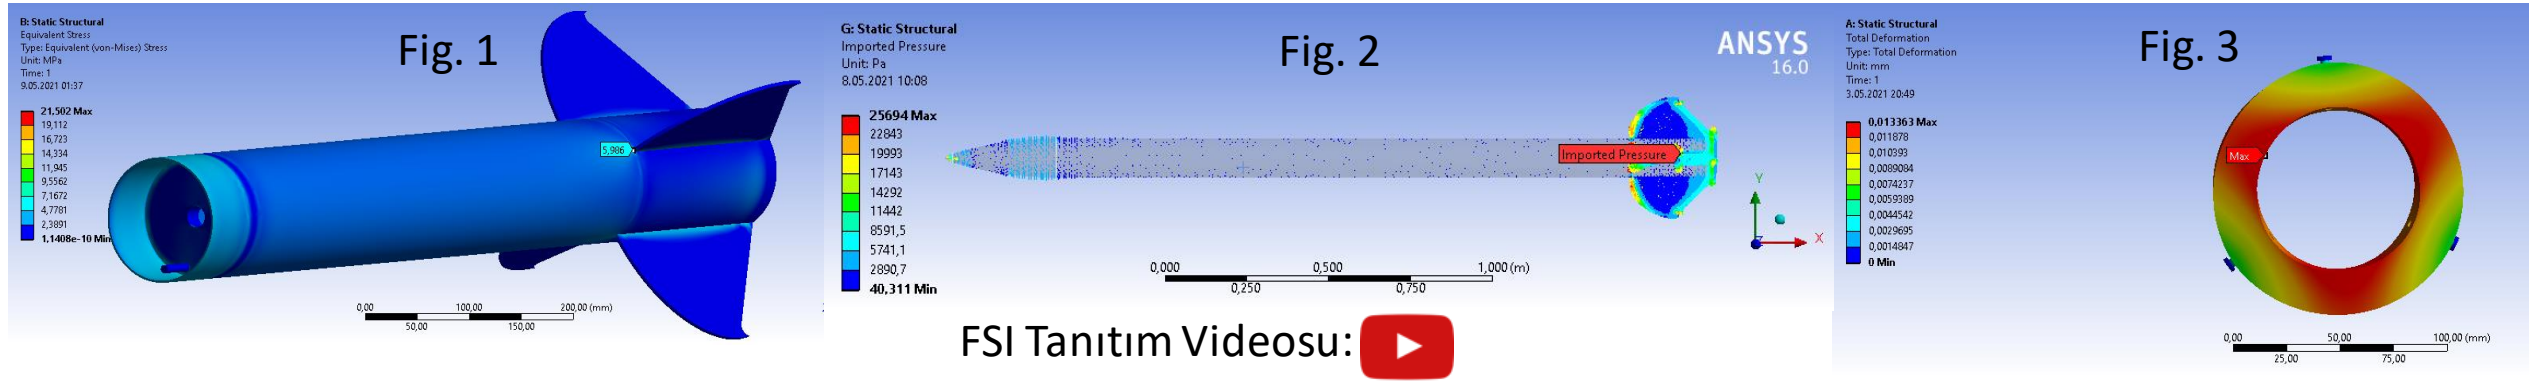 B: Static Structural
Equivalent Stress
Type: Equivalent (von-Mises) Stress
Unit: MPa
Time: 1
9.05.2021 01:37
21,502 Max
19,112
16,723
14,334
11,945
9,5562
7,1672
4,7781
2,3891
1,1408e-10 Min
Fig. 1
5,986
0,00 100,00 200,00 (mm)
50,00 150,00
G: Static Structural
Imported Pressure
Unit: Pa
8.05.2021 10:08
25694 Max
22843
19993
17143
14292
11442
8591,5
5741,1
2890,7
40,311 Min
Fig. 2
ANSYS
16.0
Imported Pressure
Y
X
Z
0,000 0,500 1,000 (m)
0,250 0,750
FSI Tanıtım Videosu:
A: Static Structural
Total Deformation
Type: Total Deformation
Unit: mm
Time: 1
3.05.2021 20:49
0,013363 Max
0,011878
0,010393
0,0089084
0,0074237
0,0059389
0,0044542
0,0029695
0,0014847
0 Min
Fig. 3
Max
0,00 50,00 100,00 (mm)
25,00 75,00